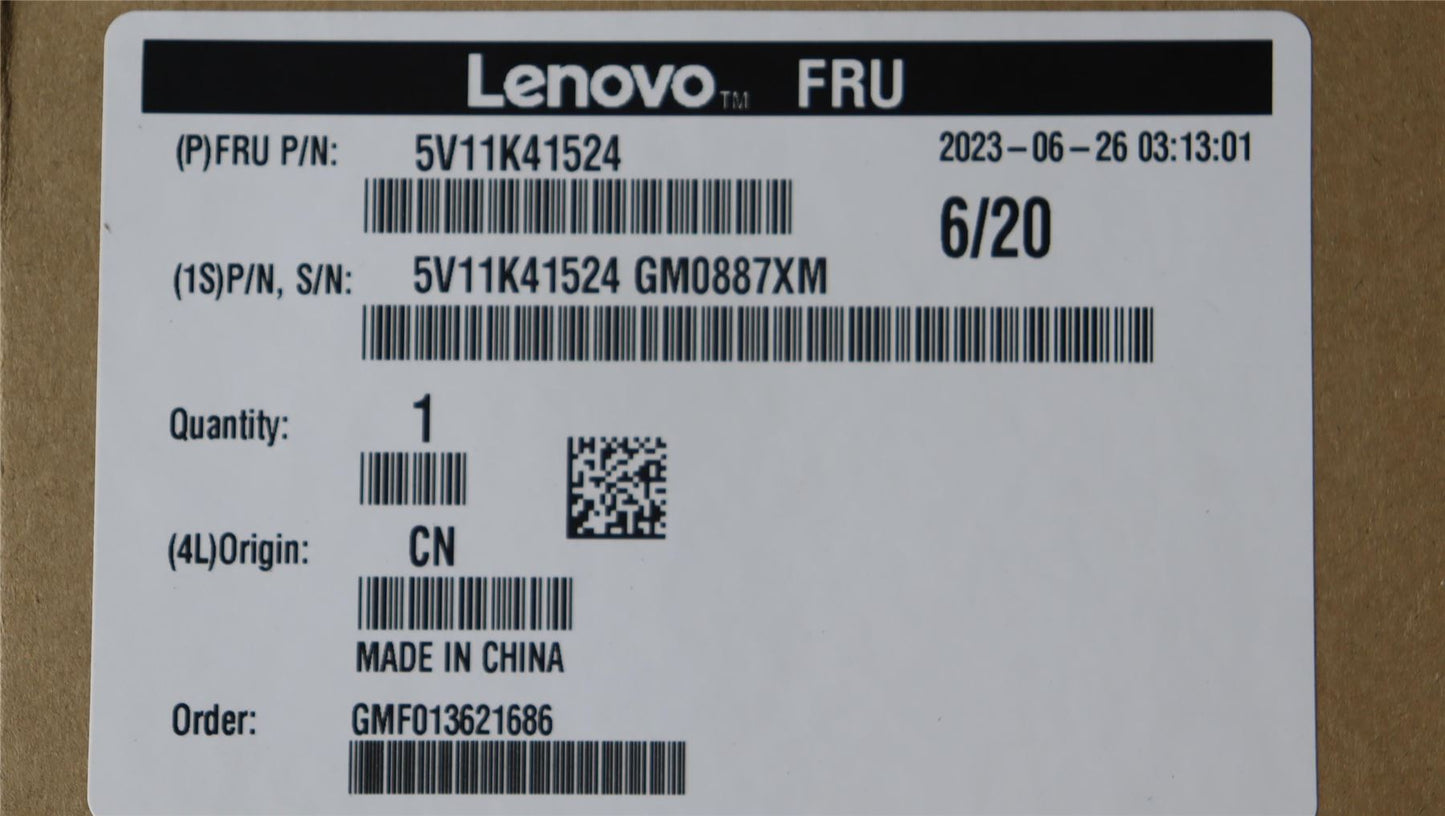 Lenovo™ FRU
(P)FRU P/N: 5V11K41524 2023-06-26 03:13:01
6/20
(1S)P/N, S/N: 5V11K41524 GM0887XM
Quantity: 1
(4L)Origin: CN
MADE IN CHINA
Order: GMF013621686